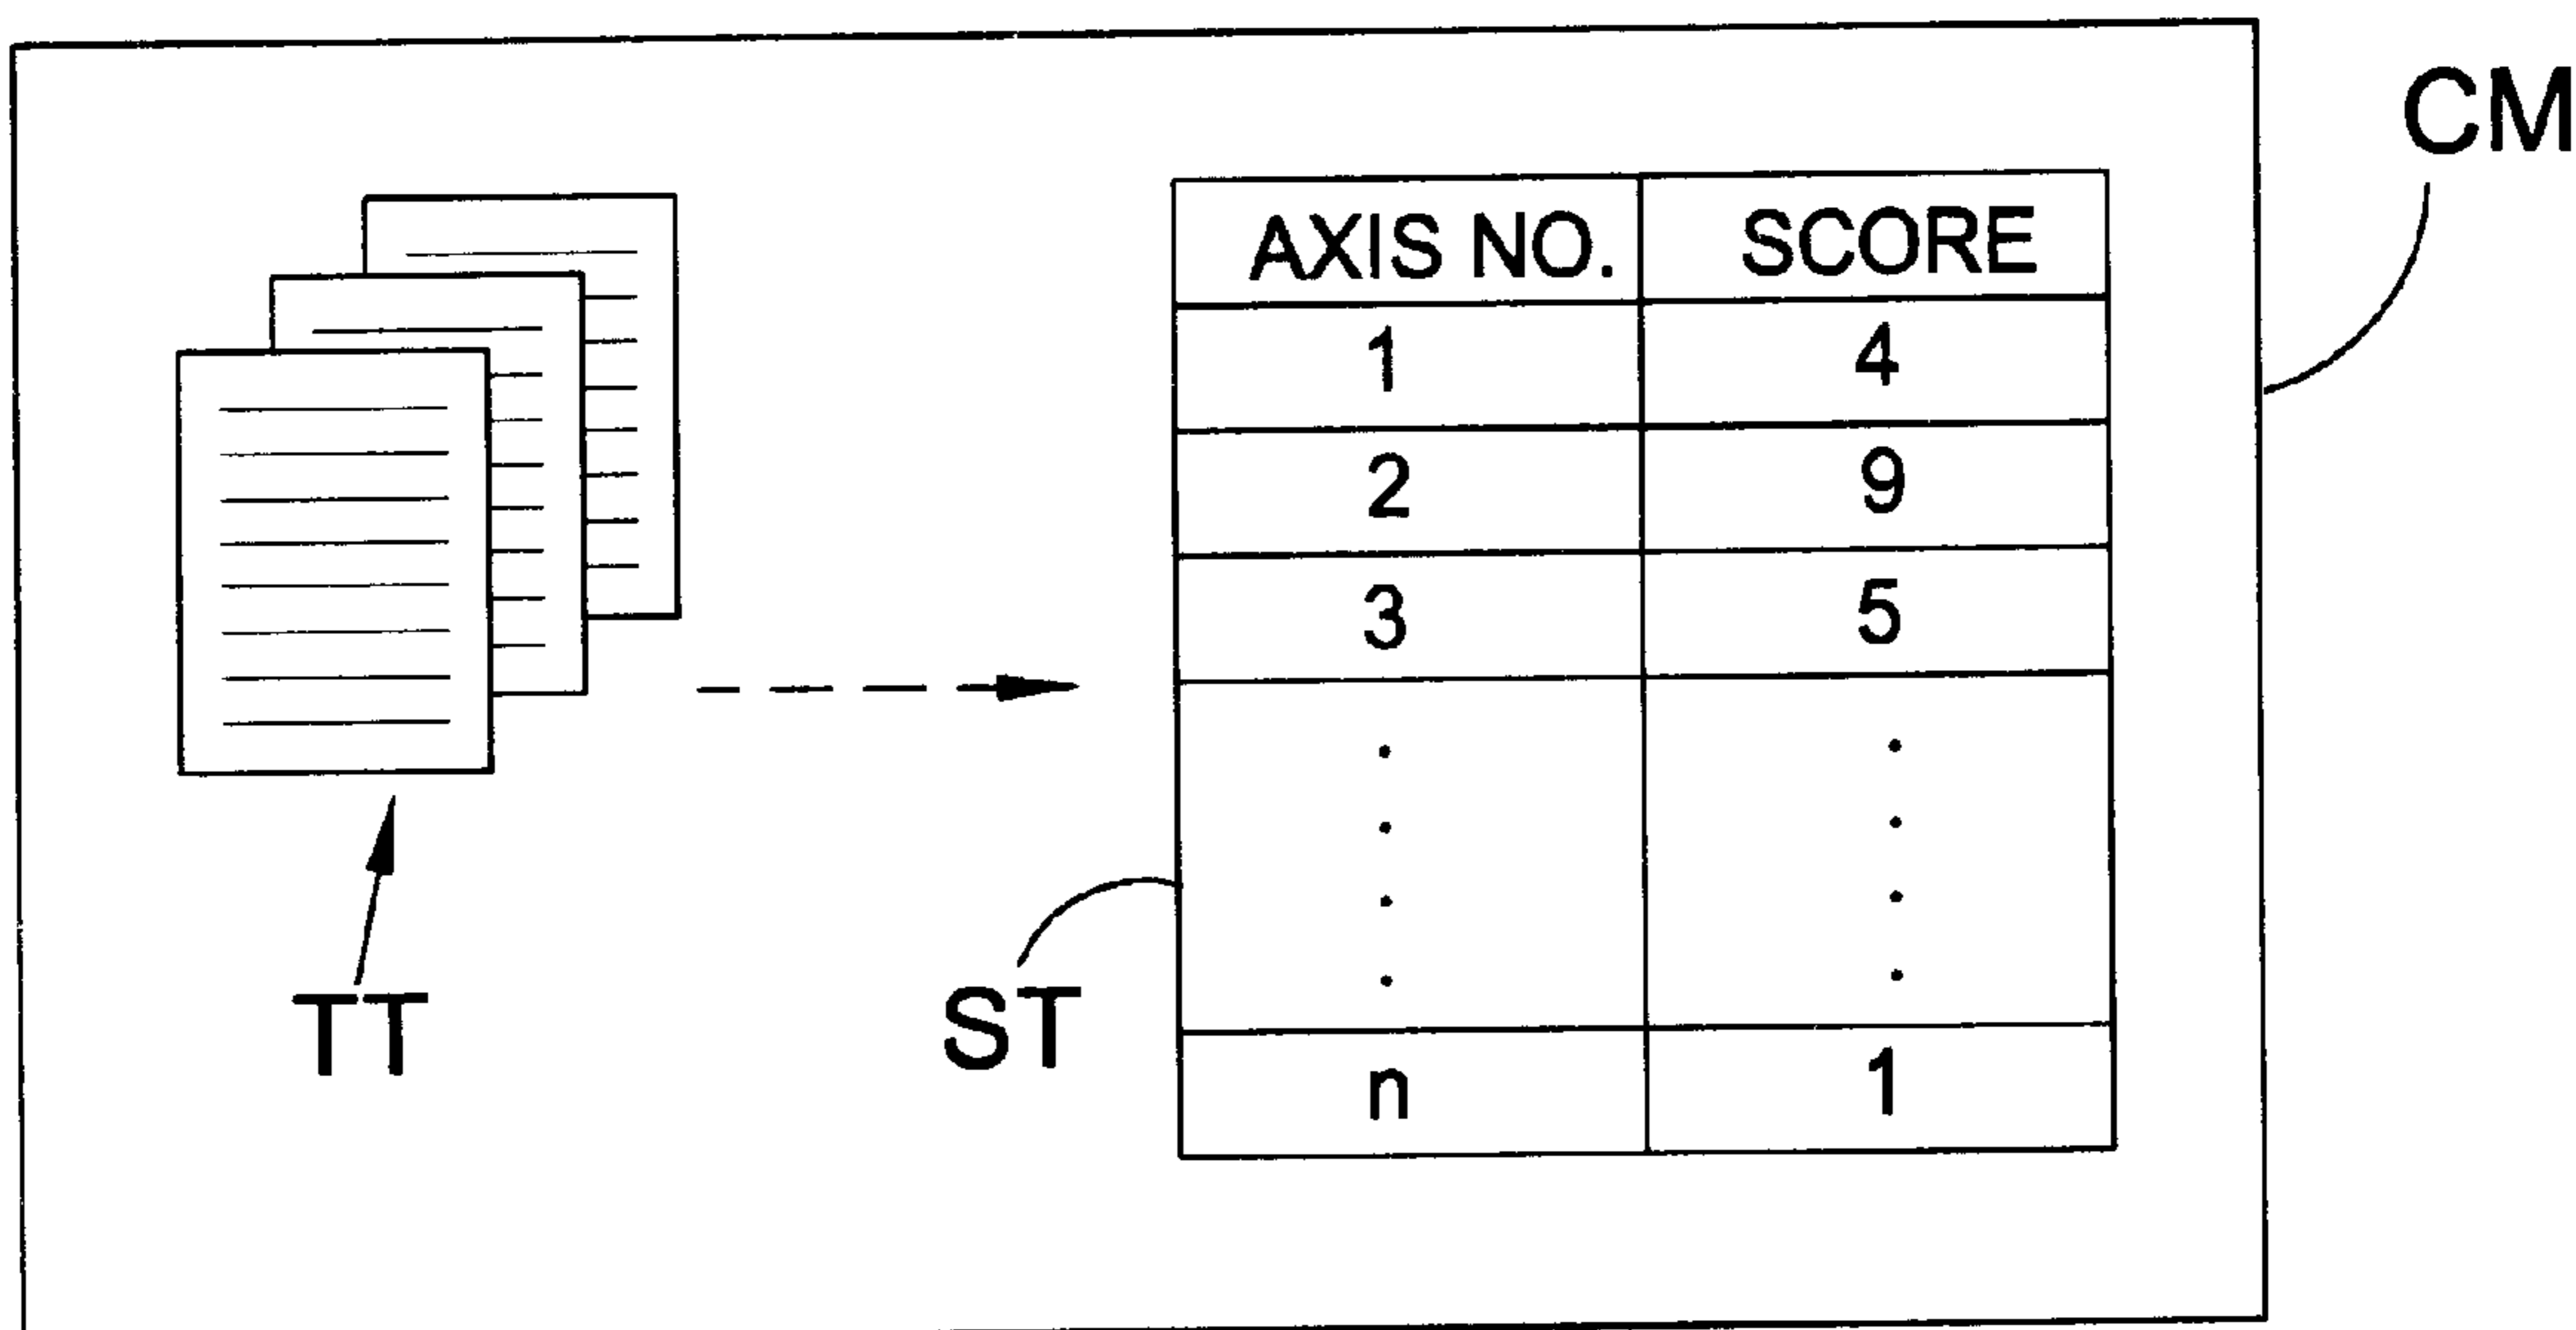 CM
AXIS NO. SCORE
1 4
2 9
3 5
. .
. .
. .
. .
n 1
TT
ST